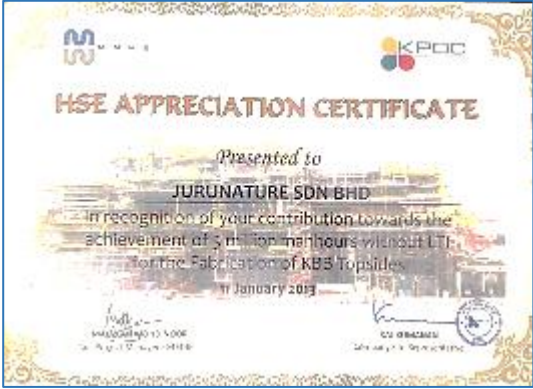 KPOC
HSE APPRECIATION CERTIFICATE
Presented to
JURUNATURE SDN BHD
In recognition of your contribution towards the
achievement of 5 million manhours without LTI
for the Fabrication of KBB Topsides
11 January 2013